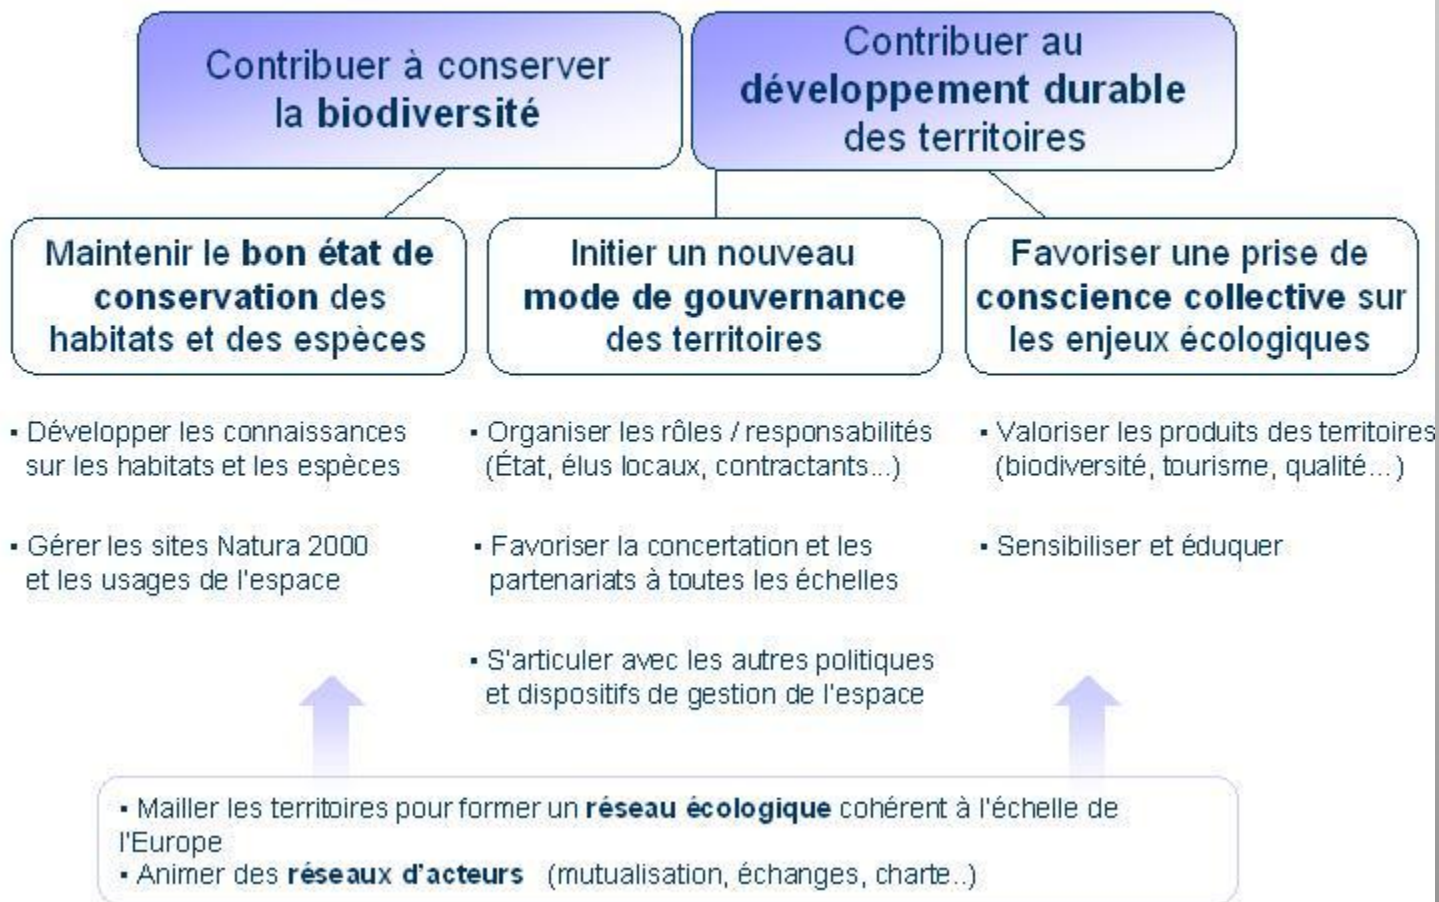 Contribuer à conserver
la biodiversité
Contribuer au
développement durable
des territoires
Maintenir le bon état de
conservation des
habitats et des espèces
Initier un nouveau
mode de gouvernance
des territoires
Favoriser une prise de
conscience collective sur
les enjeux écologiques
▪ Développer les connaissances
sur les habitats et les espèces
▪ Gérer les sites Natura 2000
et les usages de l'espace
▪ Organiser les rôles / responsabilités
(État, élus locaux, contractants...)
▪ Favoriser la concertation et les
partenariats à toutes les échelles
▪ S'articuler avec les autres politiques
et dispositifs de gestion de l'espace
▪ Valoriser les produits des territoires
(biodiversité, tourisme, qualité...)
▪ Sensibiliser et éduquer
▪ Mailler les territoires pour former un réseau écologique cohérent à l'échelle de
l'Europe
▪ Animer des réseaux d'acteurs (mutualisation, échanges, charte..)